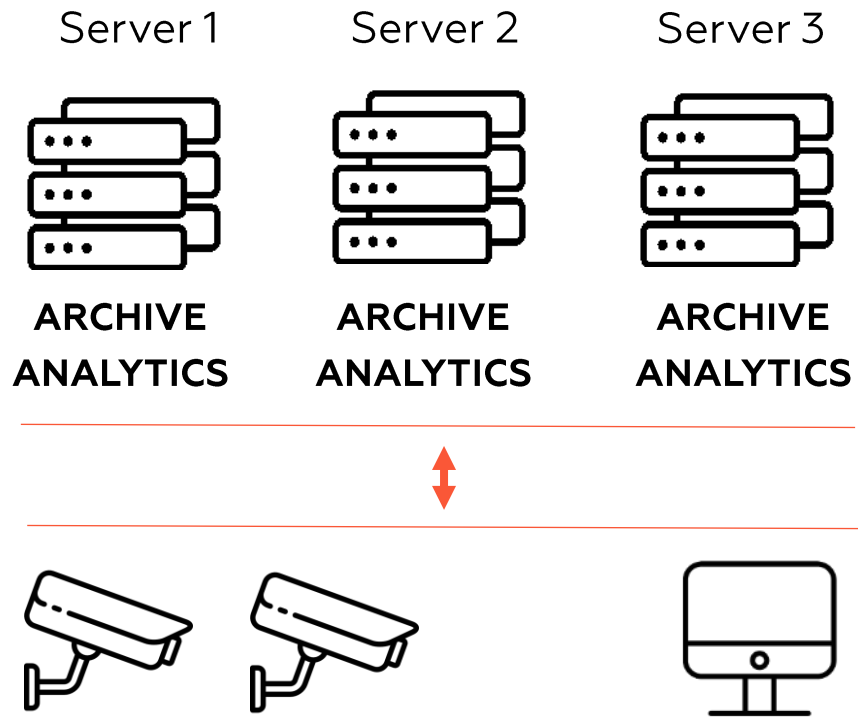 Server 1 Server 2 Server 3
ARCHIVE ARCHIVE ARCHIVE
ANALYTICS ANALYTICS ANALYTICS